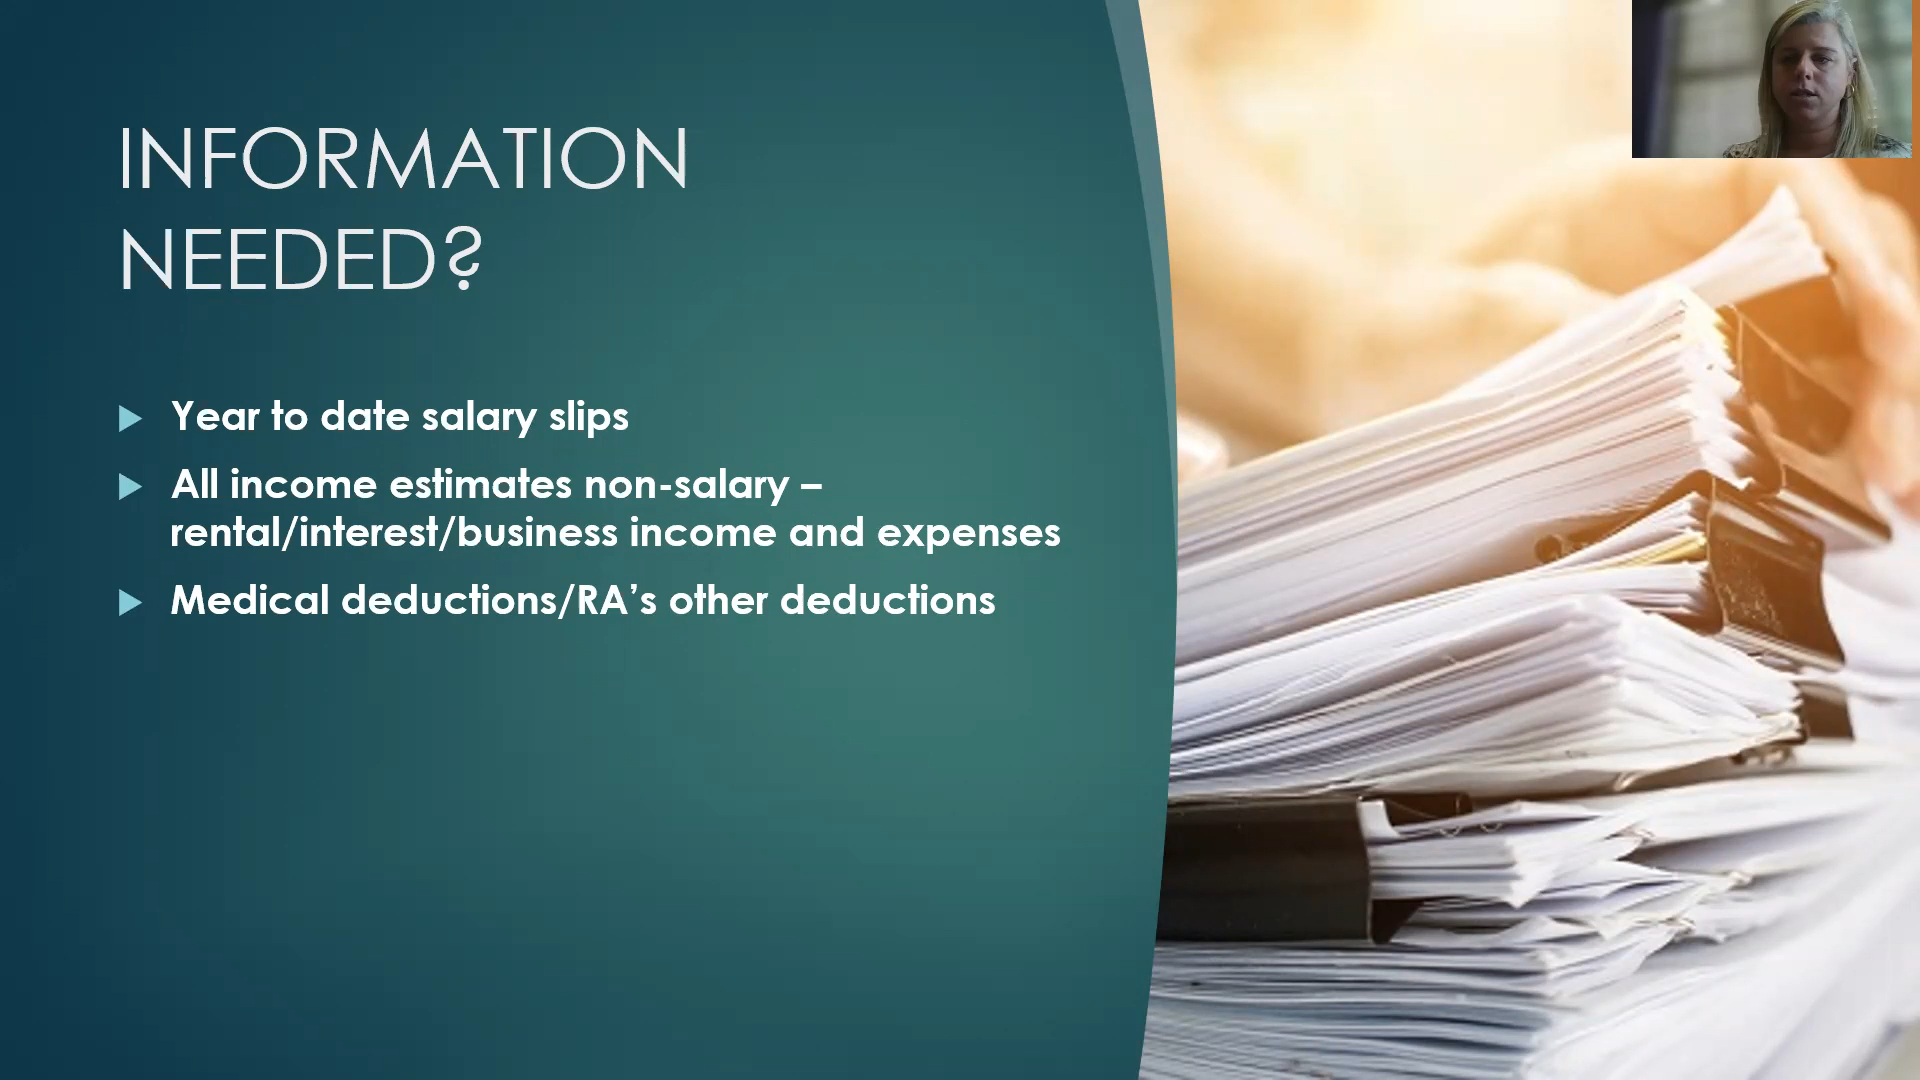 INFORMATION
NEEDED?
Year to date salary slips
All income estimates non-salary –
rental/interest/business income and expenses
Medical deductions/RA’s other deductions